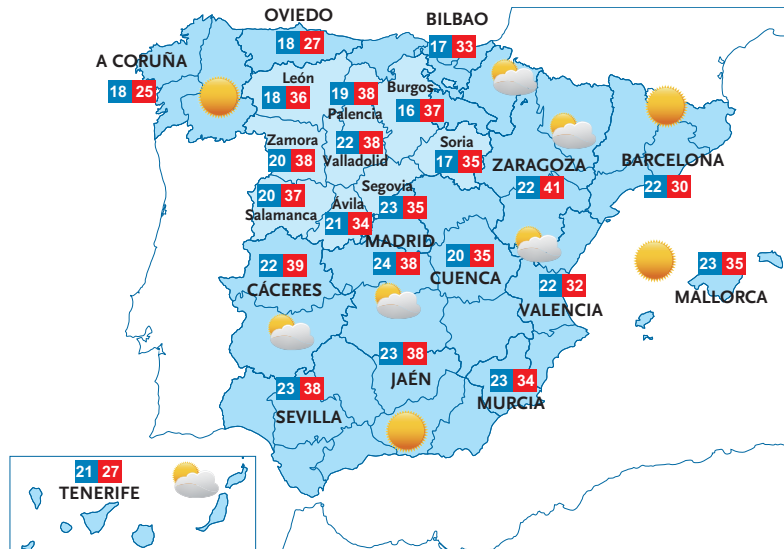 OVIEDO
18 27
BILBAO
17 33
A CORUÑA
18 25
León
18 36
19 38
Palencia
Burgos
16 37
Zamora
20 38
22 38
Valladolid
Soria
17 35
ZARAGOZA
22 41
BARCELONA
22 30
20 37
Salamanca
Ávila
21 34
Segovia
23 35
MADRID
24 38
20 35
CUENCA
22 39
CÁCERES
22 32
VALENCIA
23 35
MALLORCA
23 38
JAÉN
23 38
SEVILLA
23 34
MURCIA
21 27
TENERIFE